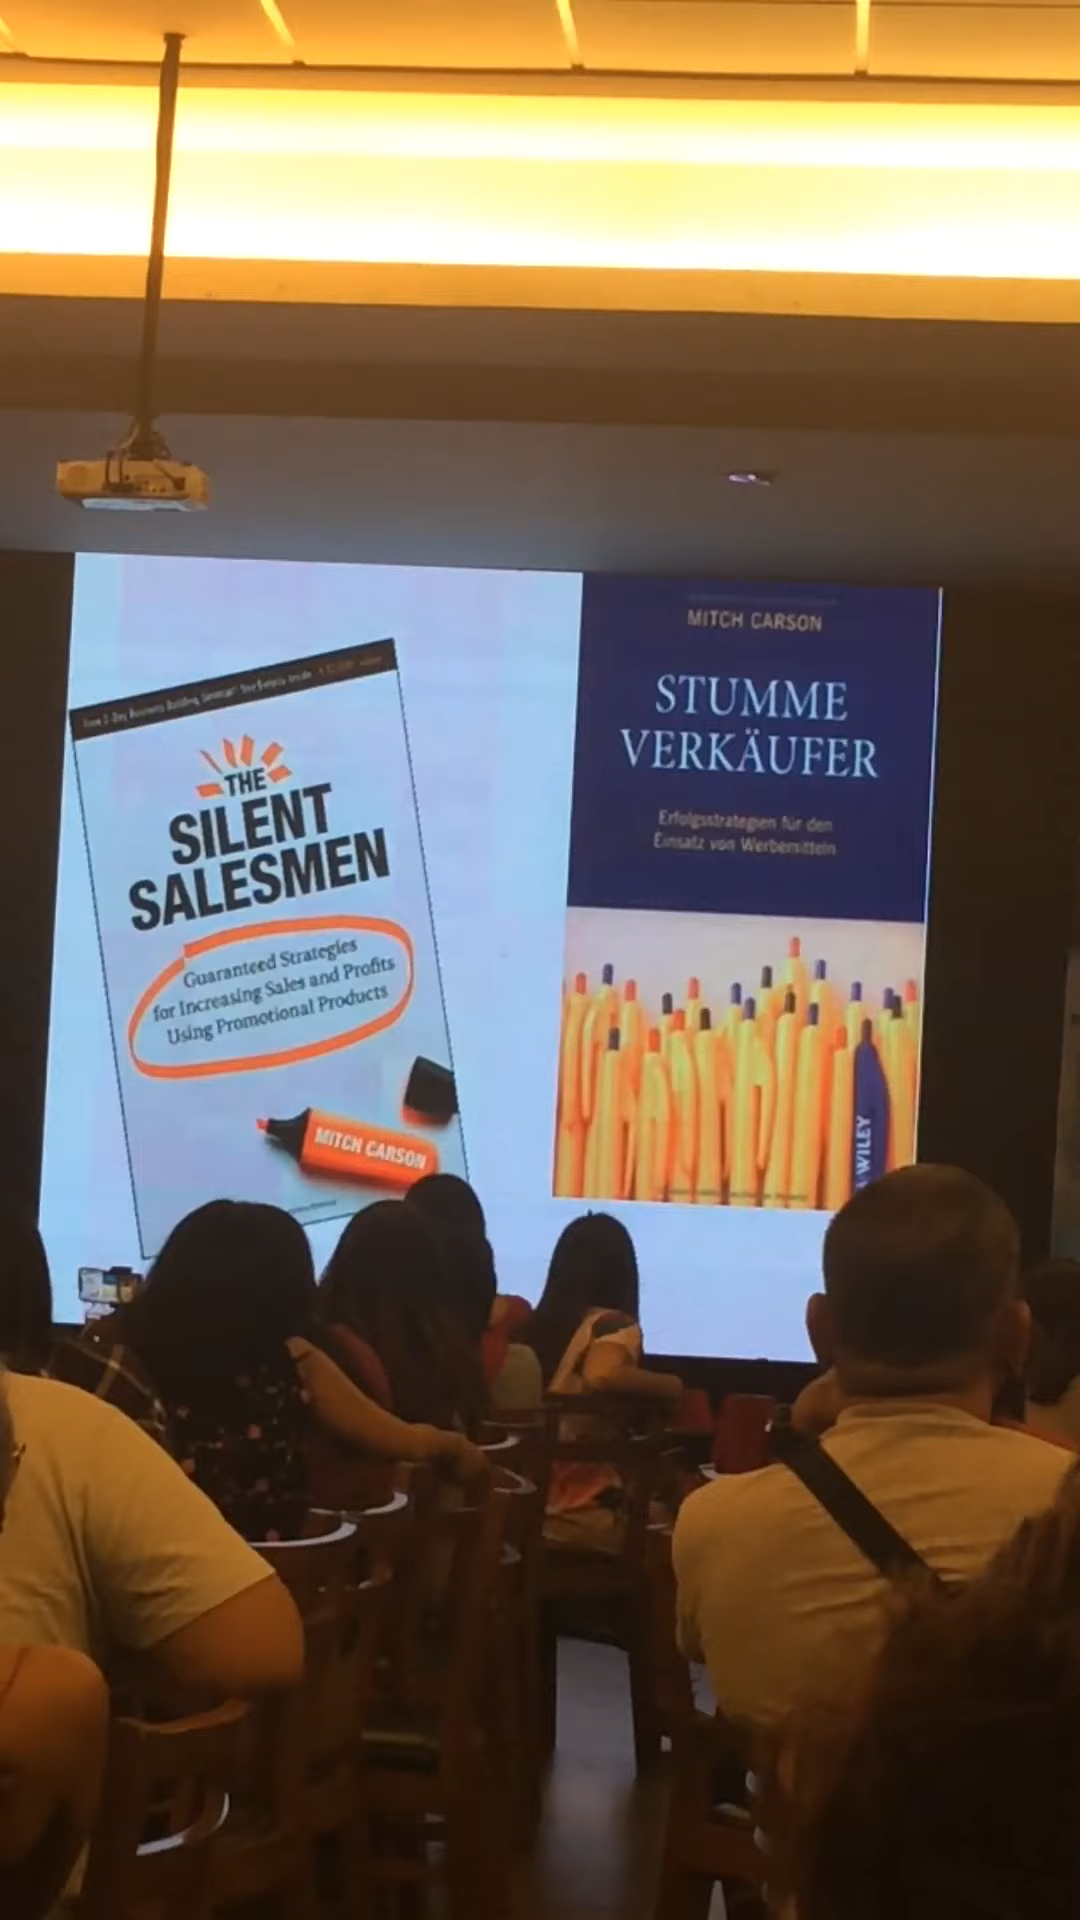 THE
SILENT
SALESMEN
Guaranteed Strategies
for Increasing Sales and Profits
Using Promotional Products
MITCH CARSON
MITCH CARSON
STUMME
VERKÄUFER
Erfolgsstrategien für den
Einsatz von Werbemitteln
WILEY